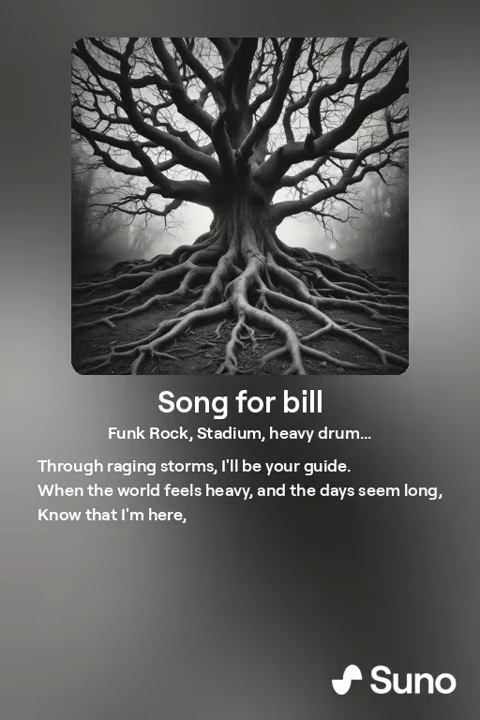 Song for bill
Funk Rock, Stadium, heavy drum...
Through raging storms, I'll be your guide.
When the world feels heavy, and the days seem long,
Know that I'm here,
Suno